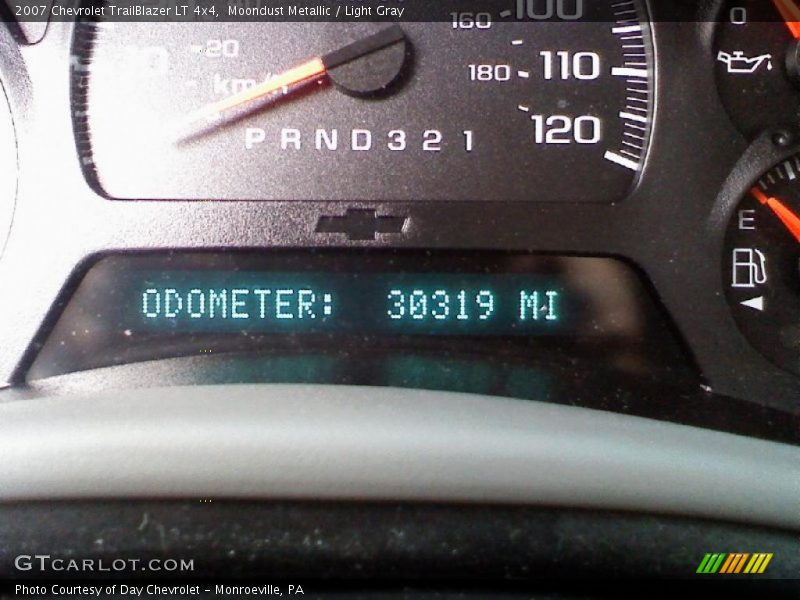 2007 Chevrolet TrailBlazer LT 4x4, Moondust Metallic / Light Gray
160 100
20
0
km/h
180 110
120
P R N D 3 2 1
E
ODOMETER: 30319 MI
GTCARLOT.COM
Photo Courtesy of Day Chevrolet - Monroeville, PA